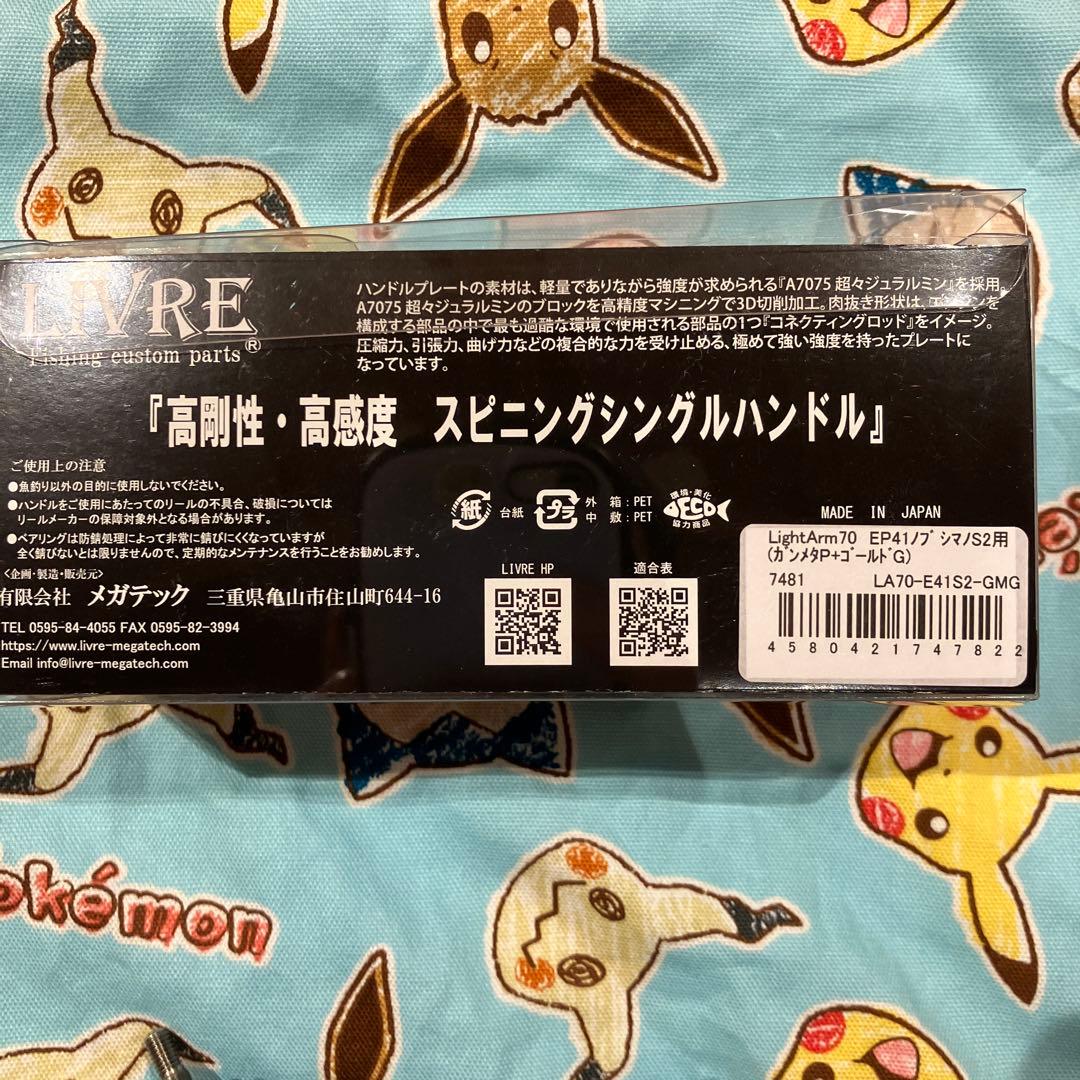 LIVRE
Fishing custom parts®
ハンドルプレートの素材は、軽量でありながら強度が求められる『A7075 超々ジュラルミン』を採用。
A7075 超々ジュラルミンのブロックを高精度マシニングで3D切削加工。肉抜き形状は、エンジンを
構成する部品の中で最も過酷な環境で使用される部品の1つ『コネクティングロッド』をイメージ。
圧縮力、引張力、曲げ力などの複合的な力を受け止める、極めて強い強度を持ったプレートに
なっています。
『高剛性・高感度 スピニングシングルハンドル』
ご使用上の注意
●魚釣り以外の目的に使用しないでください。
●ハンドルをご使用にあたってのリールの不具合、破損については
リールメーカーの保障対象外となる場合があります。
●ベアリングは防錆処理によって非常に錆びにくくなっていますが
全く錆びないとは限りませんので、定期的なメンテナンスを行うことをお勧めします。
<企画・製造・販売元>
有限会社 メガテック 三重県亀山市住山町644-16
TEL 0595-84-4055 FAX 0595-82-3994
https://www.livre-megatech.com
Email info@livre-megatech.com
紙 台紙
プラ 外 箱：PET
中 敷：PET
環境・美化
ECO
協力商品
LIVRE HP
適合表
MADE IN JAPAN
LightArm70 EP41ノブ シマノS2用
(ガンメタP+ゴールドG)
7481 LA70-E41S2-GMG
4580421747822
Pokémon